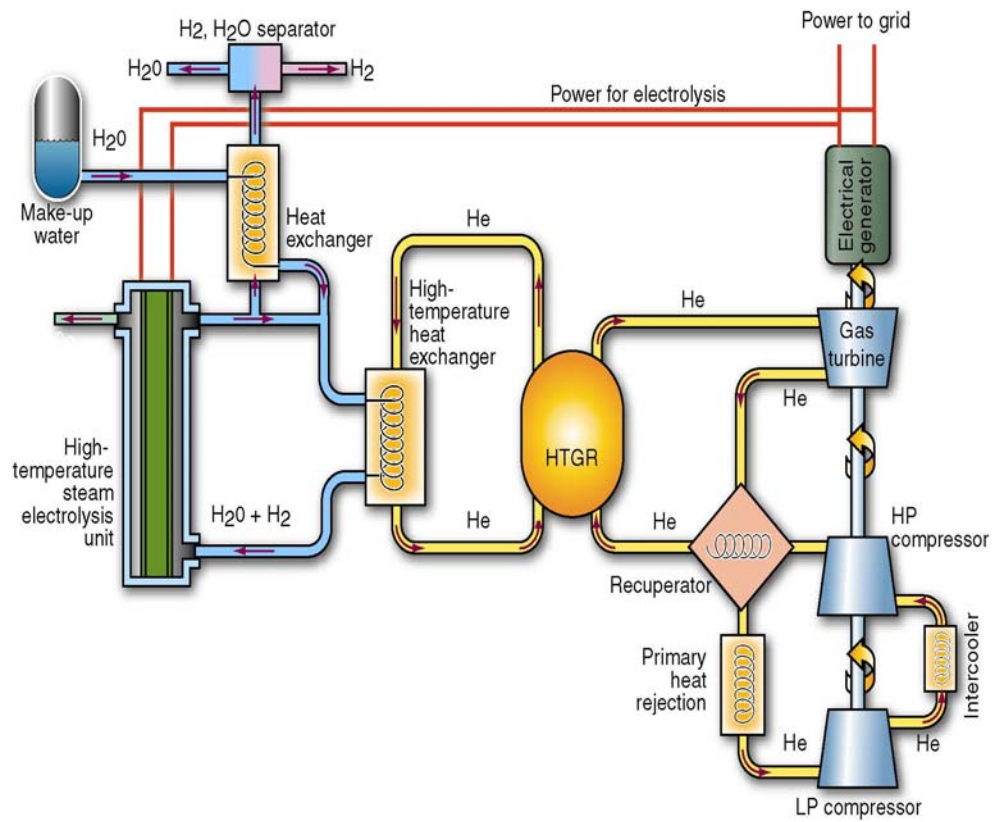 H2, H2O separator
Power to grid
H20
H2
Power for electrolysis
H20
Make-up
water
Heat
exchanger
Electrical
generator
He
High-
temperature
heat
exchanger
He
Gas
turbine
He
HTGR
High-
temperature
steam
electrolysis
unit
H20 + H2
He
He
HP
compressor
Recuperator
Primary
heat
rejection
Intercooler
He
He
LP compressor